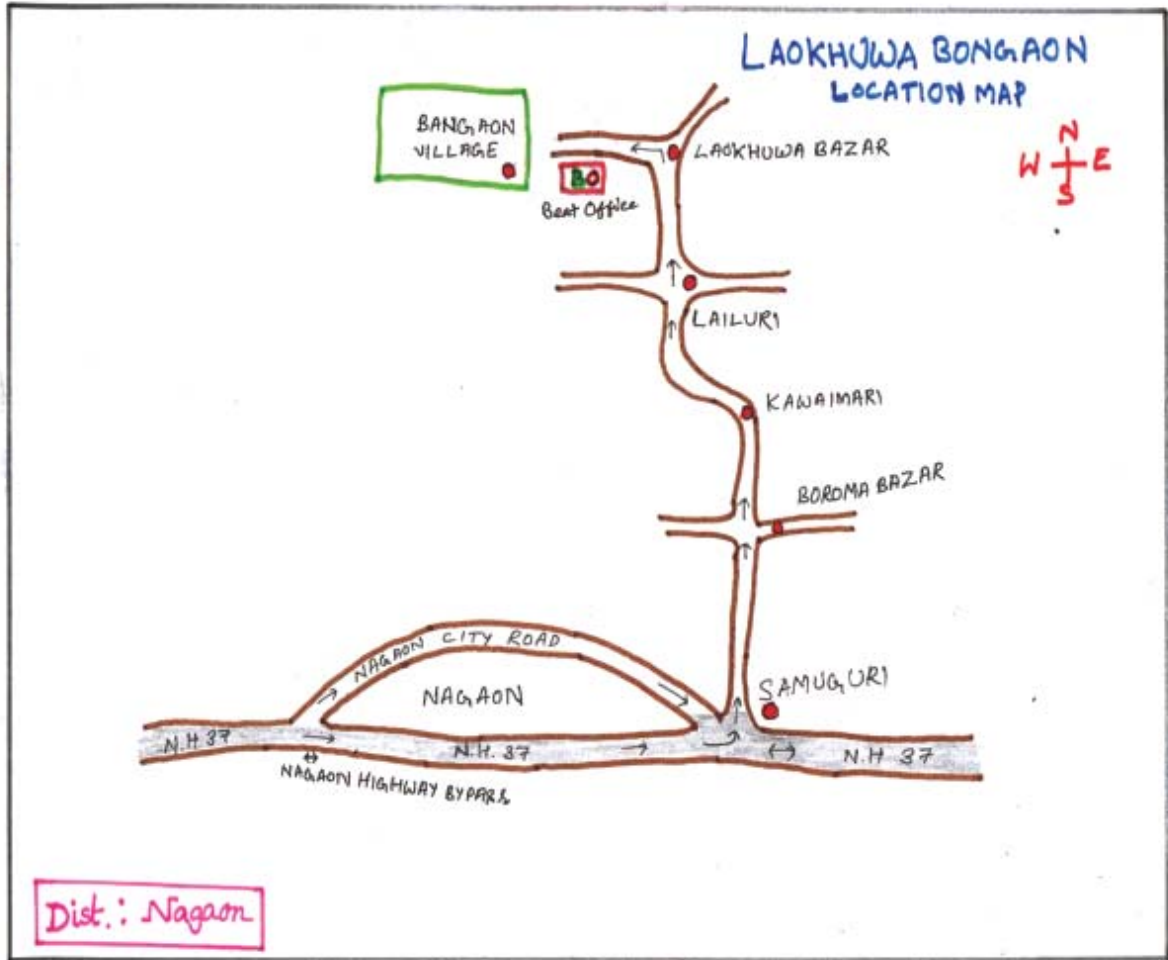 LAOKHUWA BONGAON
LOCATION MAP
N
W E
S
BANGAON
VILLAGE
LAOKHUWA BAZAR
BO
Beat Office
LAILURI
KAWAIMARI
BOROMA BAZAR
NAGAON CITY ROAD
NAGAON
SAMUGURI
N.H 37
N.H. 37
N.H 37
NAGAON HIGHWAY BYPASS
Dist.: Nagaon